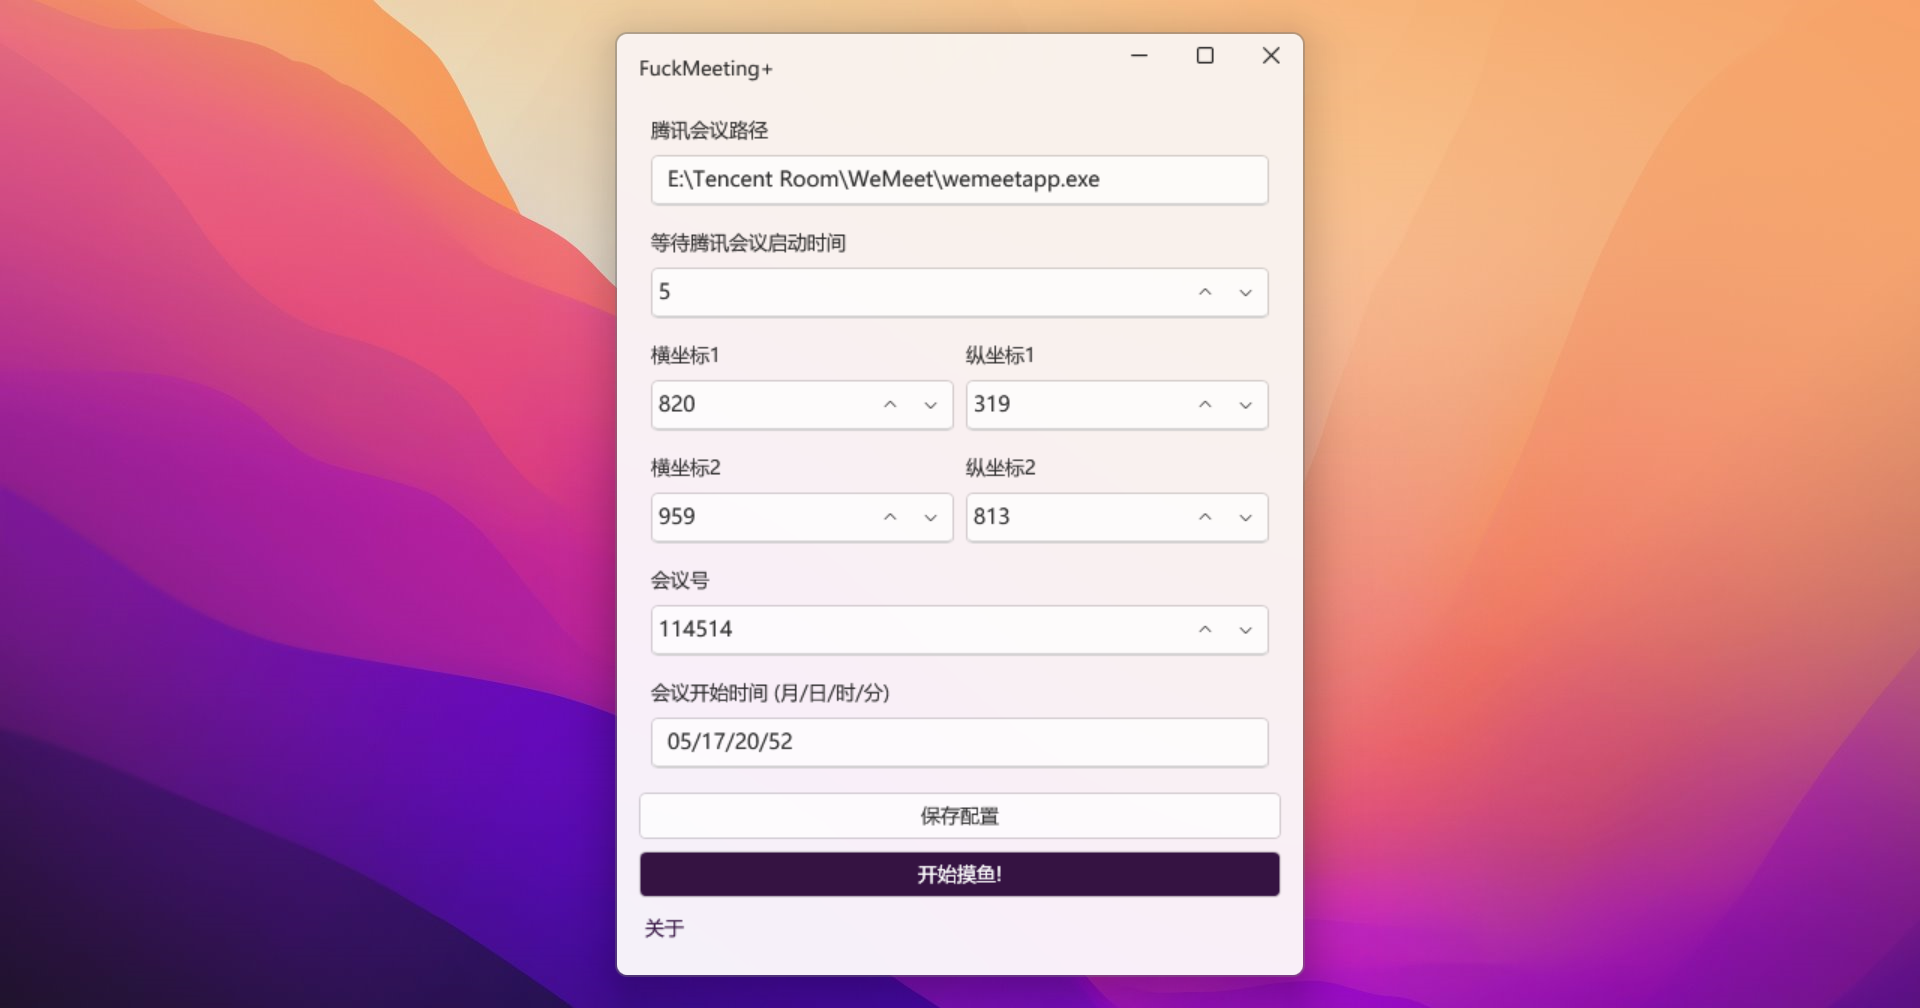 FuckMeeting+
腾讯会议路径
E:\Tencent Room\WeMeet\wemeetapp.exe
等待腾讯会议启动时间
5
横坐标1 纵坐标1
820 319
横坐标2 纵坐标2
959 813
会议号
114514
会议开始时间 (月/日/时/分)
05/17/20/52
保存配置
开始摸鱼!
关于